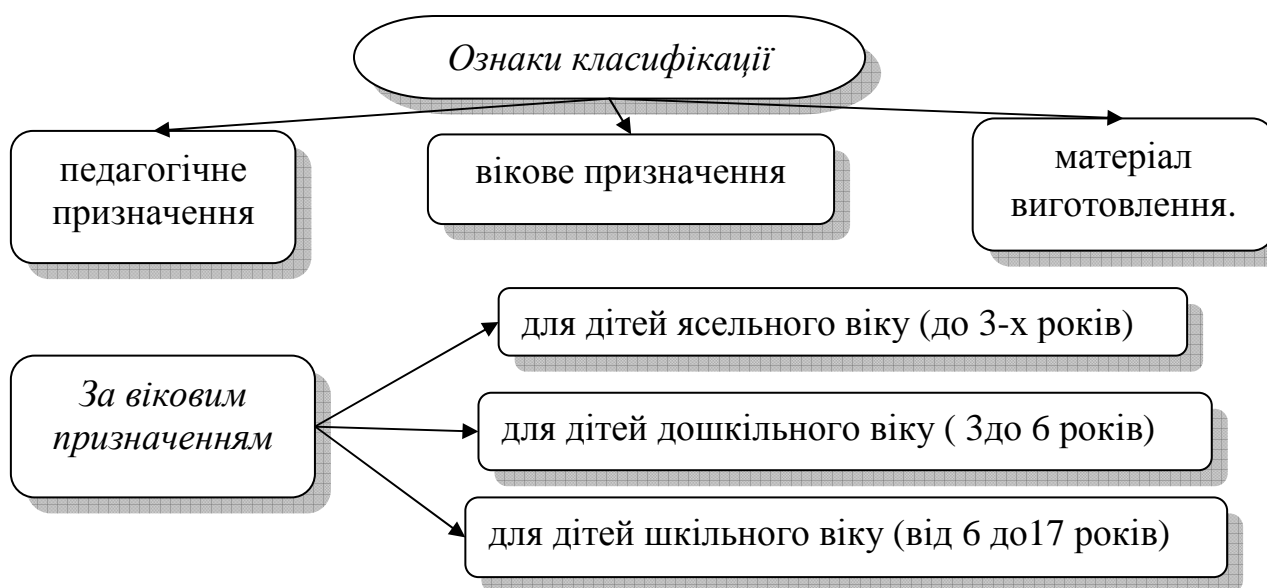 Ознаки класифікації
педагогічне
призначення
вікове призначення
матеріал
виготовлення.
За віковим
призначенням
для дітей ясельного віку (до 3-х років)
для дітей дошкільного віку ( 3до 6 років)
для дітей шкільного віку (від 6 до17 років)